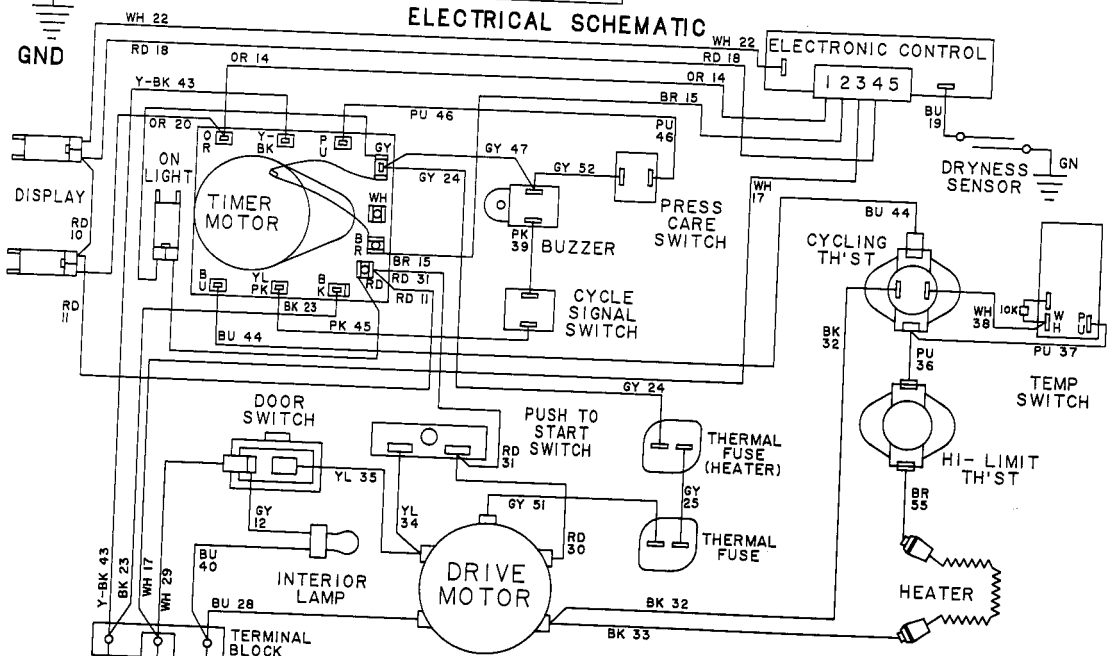 ELECTRICAL SCHEMATIC
GND
WH 22
RD 18
OR 14
Y-BK 43
OR 20
PU 46
BR 15
WH 22
RD 18
OR 14
BR 15
ELECTRONIC CONTROL
1 2 3 4 5
BU
19
GN
DRYNESS
SENSOR
DISPLAY
ON
LIGHT
RD
10
RD
11
TIMER
MOTOR
O
R
Y-
BK
P
U
GY
WH
B
R
RD
B
U
YL
PK
B
K
GY 47
GY 24
GY 52
PU
46
PRESS
CARE
SWITCH
WH
17
PK
39
BUZZER
BR 15
RD 31
RD 11
BK 23
PK 45
BU 44
CYCLE
SIGNAL
SWITCH
BU 44
CYCLING
TH'ST
BK
32
WH
38
10K
W
H
P
U
PU 37
PU
36
TEMP
SWITCH
GY 24
DOOR
SWITCH
PUSH TO
START
SWITCH
RD
31
THERMAL
FUSE
(HEATER)
HI-LIMIT
TH'ST
YL 35
YL
34
GY 51
GY
25
RD
30
THERMAL
FUSE
BR
55
GY
12
BU
40
INTERIOR
LAMP
DRIVE
MOTOR
HEATER
Y-BK 43
BK 23
WH 17
WH 29
BU 28
BK 32
BK 33
TERMINAL
BLOCK